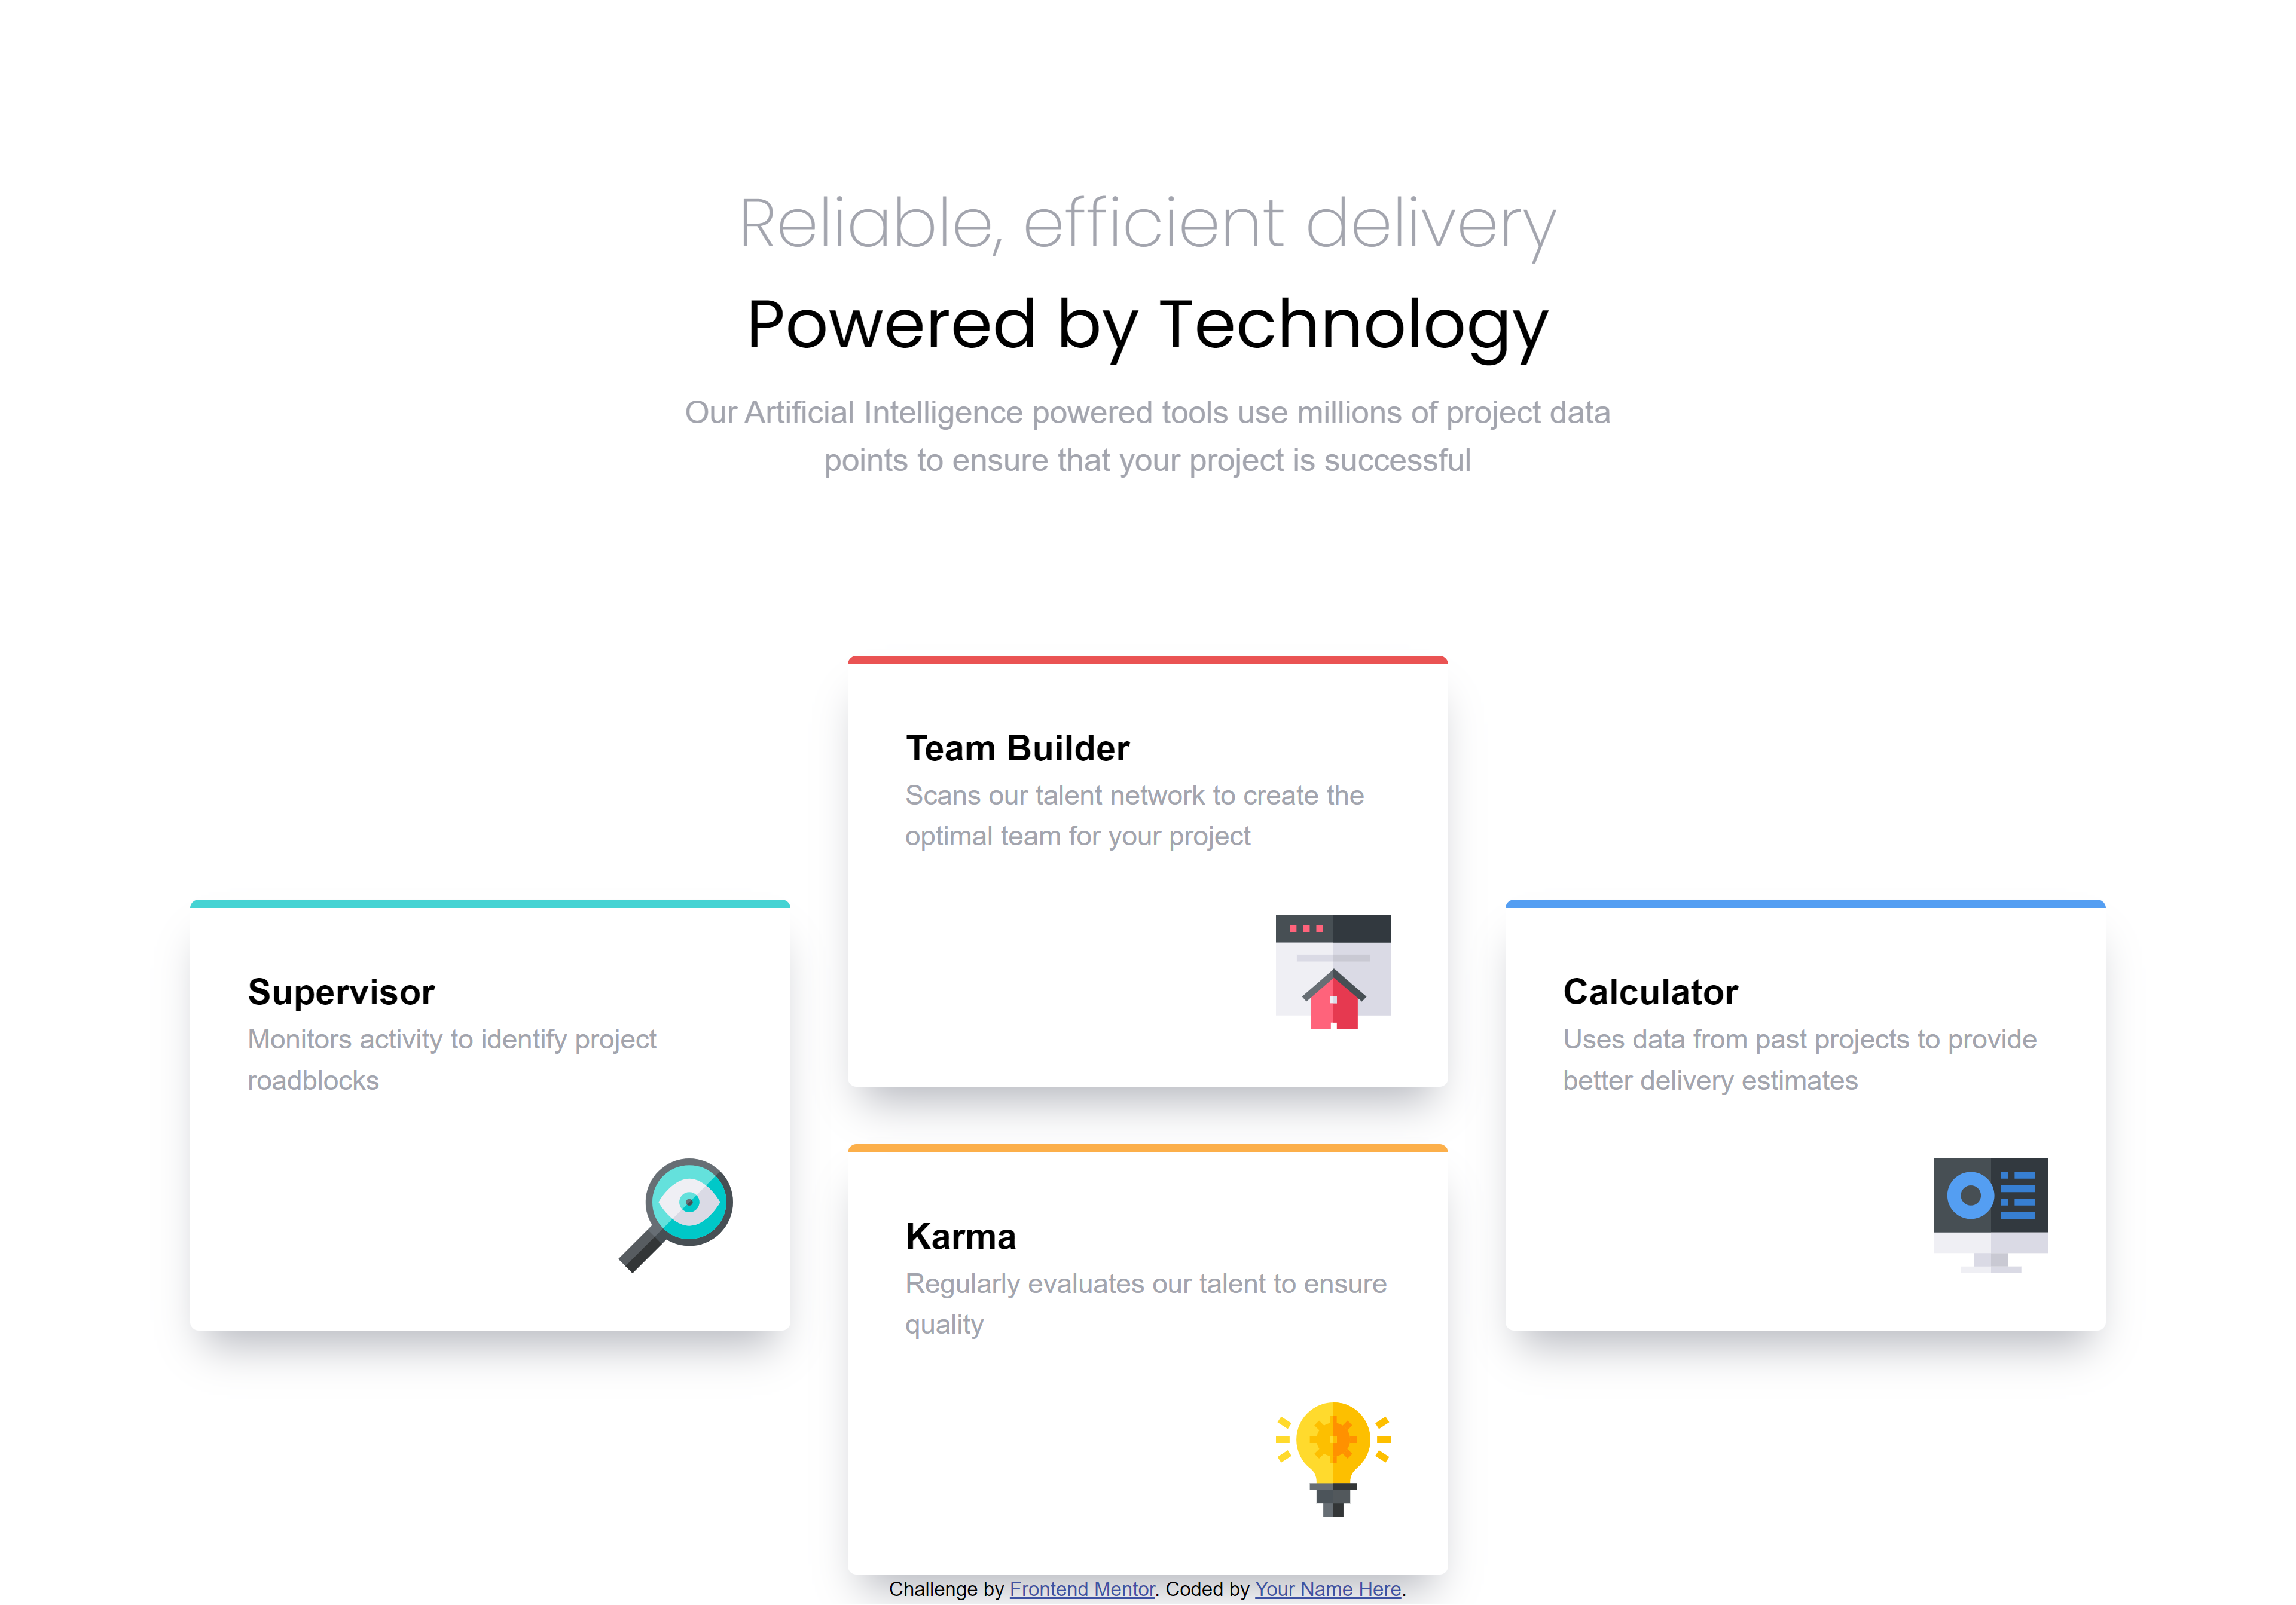 Reliable, efficient delivery
Powered by Technology
Our Artificial Intelligence powered tools use millions of project data
points to ensure that your project is successful
Team Builder
Scans our talent network to create the
optimal team for your project
Supervisor
Monitors activity to identify project
roadblocks
Calculator
Uses data from past projects to provide
better delivery estimates
Karma
Regularly evaluates our talent to ensure
quality
Challenge by Frontend Mentor. Coded by Your Name Here.